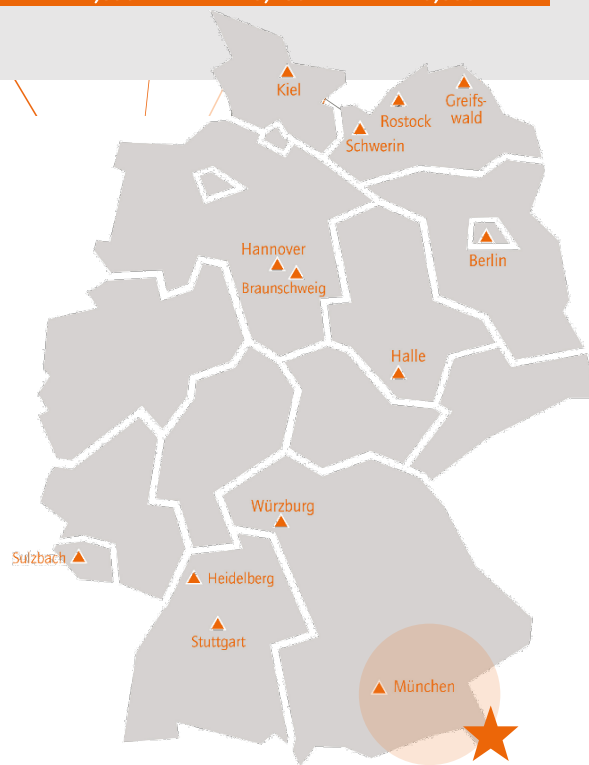 Kiel
Greifs-
wald
Rostock
Schwerin
Hannover
Braunschweig
Berlin
Halle
Würzburg
Sulzbach
Heidelberg
Stuttgart
München